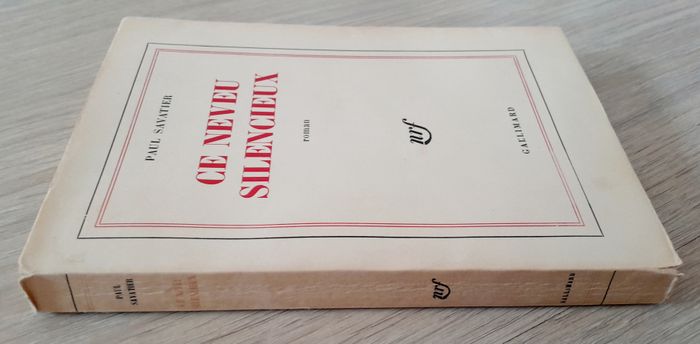 PAUL SAVATIER
CE NEVEU
SILENCIEUX
roman
nrf
GALLIMARD
PAUL
SAVATIER
nrf
GALLIMARD